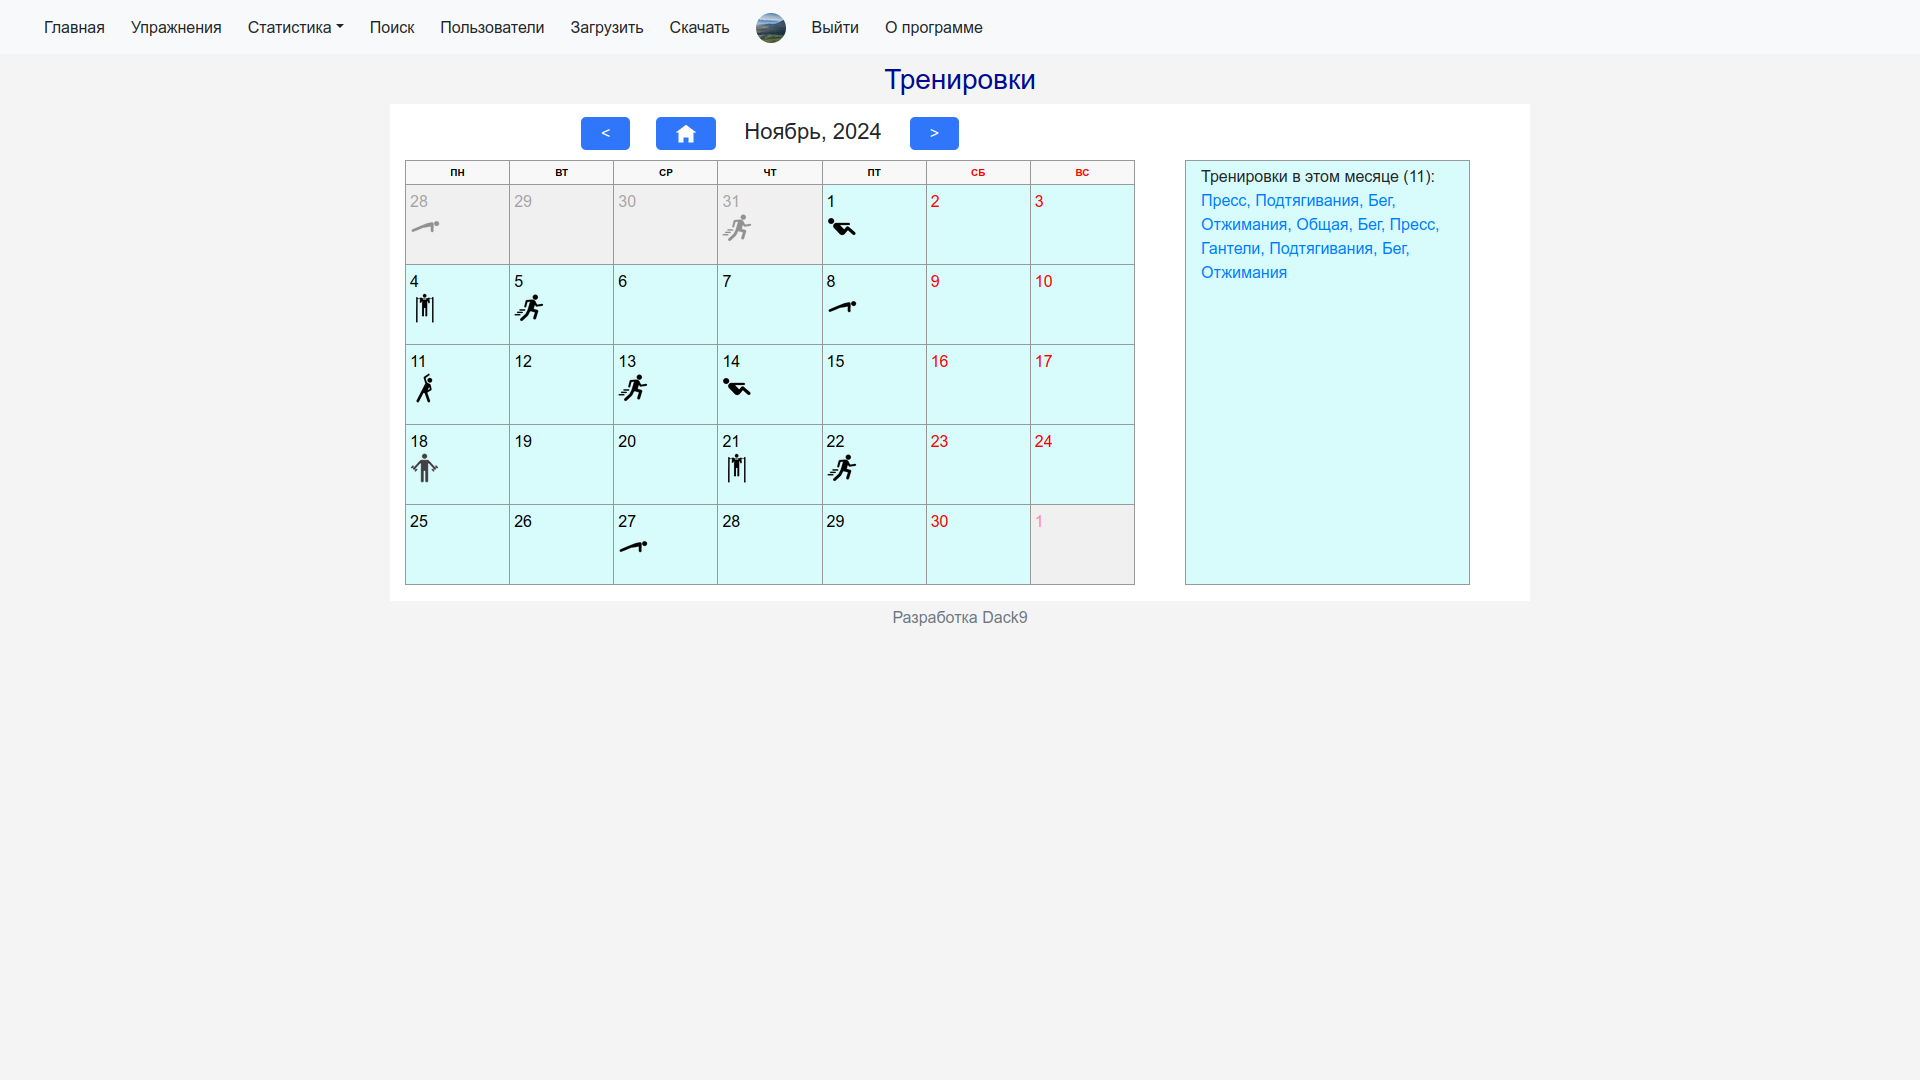 Главная Упражнения Статистика Поиск Пользователи Загрузить Скачать Выйти О программе
Тренировки
< Ноябрь, 2024 >
ПН ВТ СР ЧТ ПТ СБ ВС
28 29 30 31 1 2 3
4 5 6 7 8 9 10
11 12 13 14 15 16 17
18 19 20 21 22 23 24
25 26 27 28 29 30 1
Тренировки в этом месяце (11):
Пресс, Подтягивания, Бег,
Отжимания, Общая, Бег, Пресс,
Гантели, Подтягивания, Бег,
Отжимания
Разработка Dack9